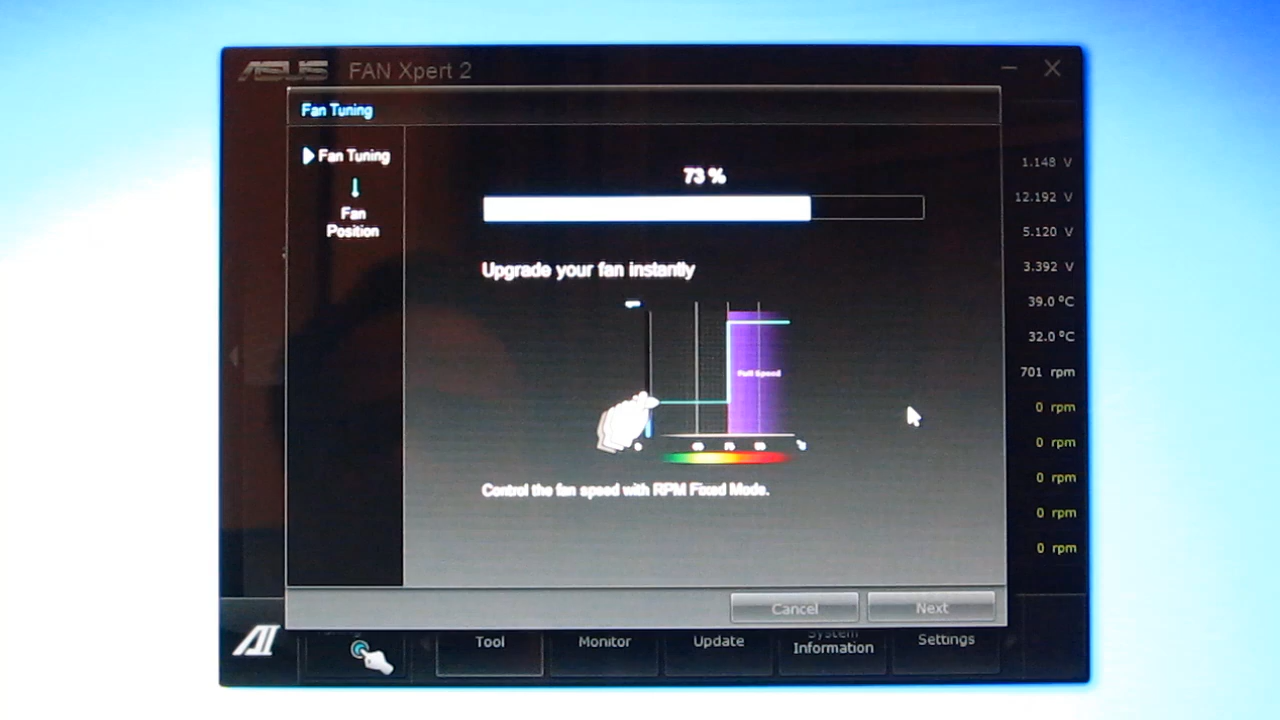 ASUS FAN Xpert 2
Fan Tuning
Fan Tuning
Fan
Position
73 %
Upgrade your fan instantly
Full Speed
0
Control the fan speed with RPM Fixed Mode.
Cancel
Next
1.148 V
12.192 V
5.120 V
3.392 V
39.0 ºC
32.0 ºC
701 rpm
0 rpm
0 rpm
0 rpm
0 rpm
0 rpm
Tool
Monitor
Update
System
Information
Settings